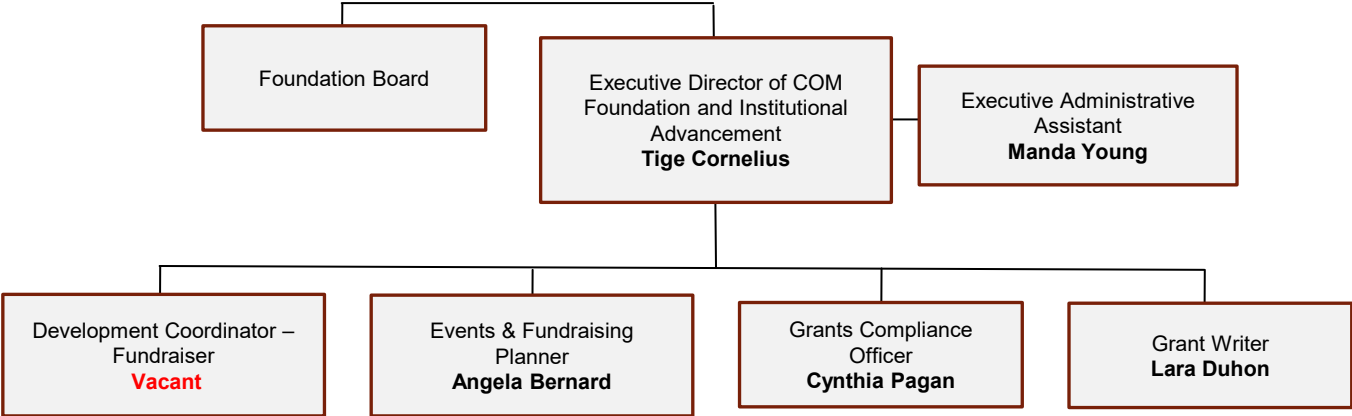 Foundation Board
Executive Director of COM
Foundation and Institutional
Advancement
Tige Cornelius
Executive Administrative
Assistant
Manda Young
Development Coordinator –
Fundraiser
Vacant
Events & Fundraising
Planner
Angela Bernard
Grants Compliance
Officer
Cynthia Pagan
Grant Writer
Lara Duhon